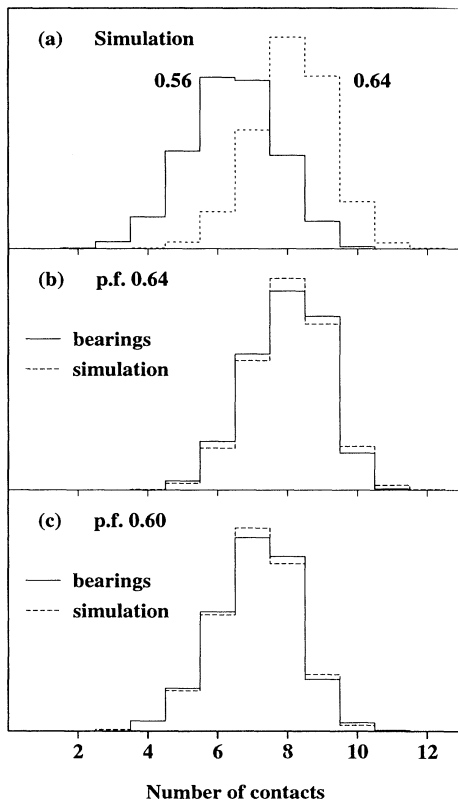 (a) Simulation
0.56 0.64
(b) p.f. 0.64
bearings
simulation
(c) p.f. 0.60
bearings
simulation
2 4 6 8 10 12
Number of contacts